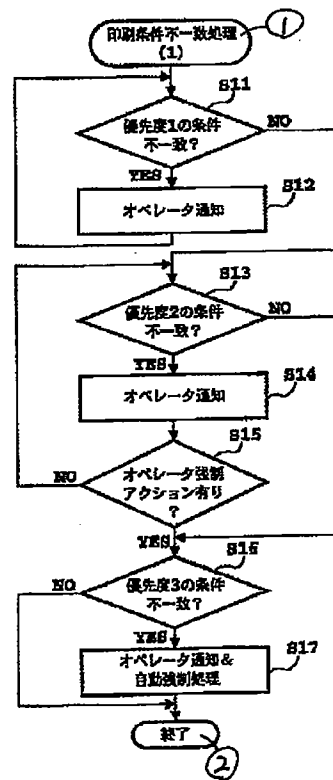 ①
印刷条件不一致処理
(1)
S11
優先度1の条件
不一致?
NO
YES
S12
オペレータ通知
S13
優先度2の条件
不一致?
NO
YES
S14
オペレータ通知
S15
オペレータ強制
アクション有り
?
NO
YES
S16
優先度3の条件
不一致?
NO
YES
S17
オペレータ通知&
自動強制処理
終了
②